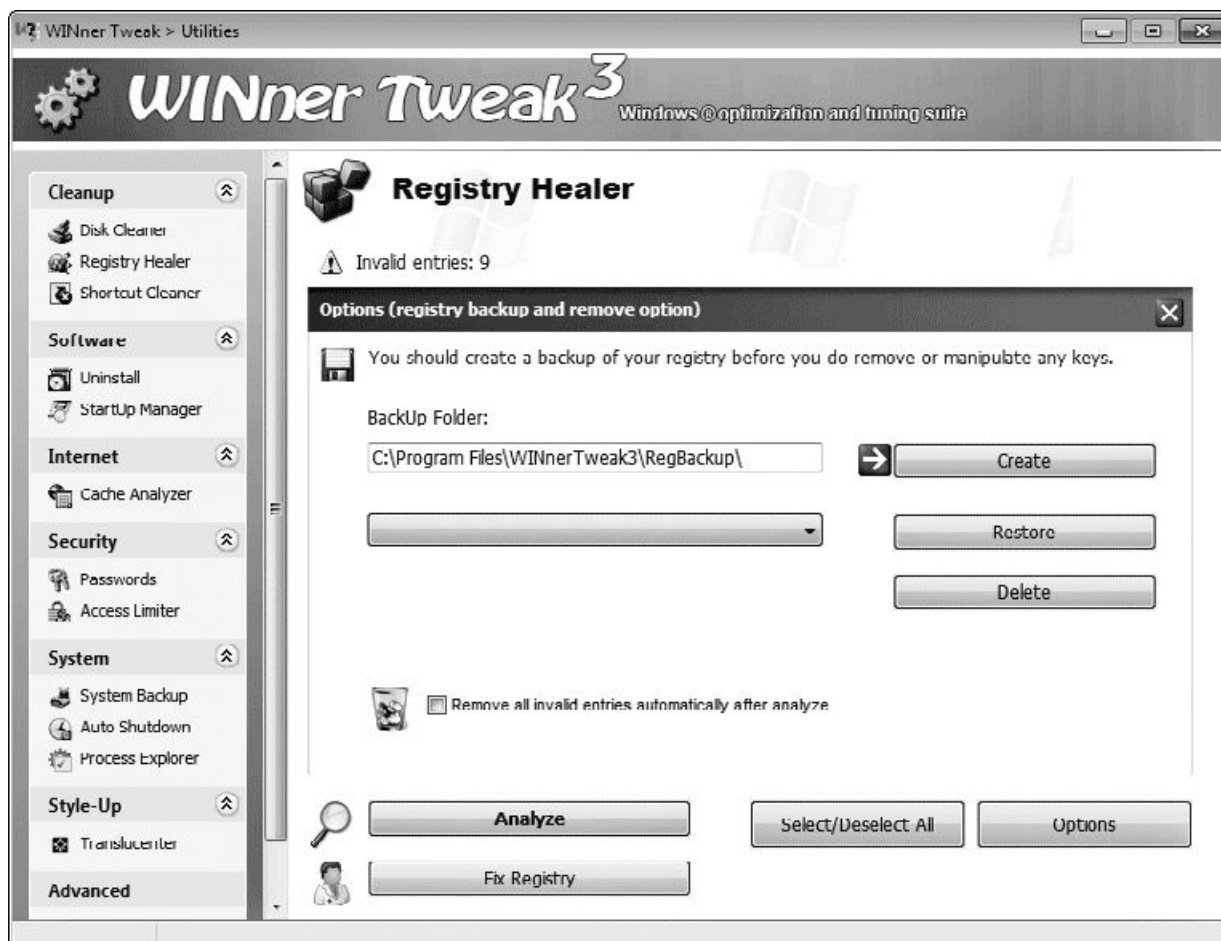 WINner Tweak > Utilities
WINner Tweak 3
Windows®optimization and tuning suite
Cleanup
Disk Cleaner
Registry Healer
Shortcut Cleaner
Software
Uninstall
StartUp Manager
Internet
Cache Analyzer
Security
Passwords
Access Limiter
System
System Backup
Auto Shutdown
Process Explorer
Style-Up
Translucenter
Advanced
Registry Healer
Invalid entries: 9
Options (registry backup and remove option)
You should create a backup of your registry before you do remove or manipulate any keys.
BackUp Folder:
C:\Program Files\WINnerTweak3\RegBackup\
Create
Restore
Delete
Remove all invalid entries automatically after analyze
Analyze
Select/Deselect All
Options
Fix Registry